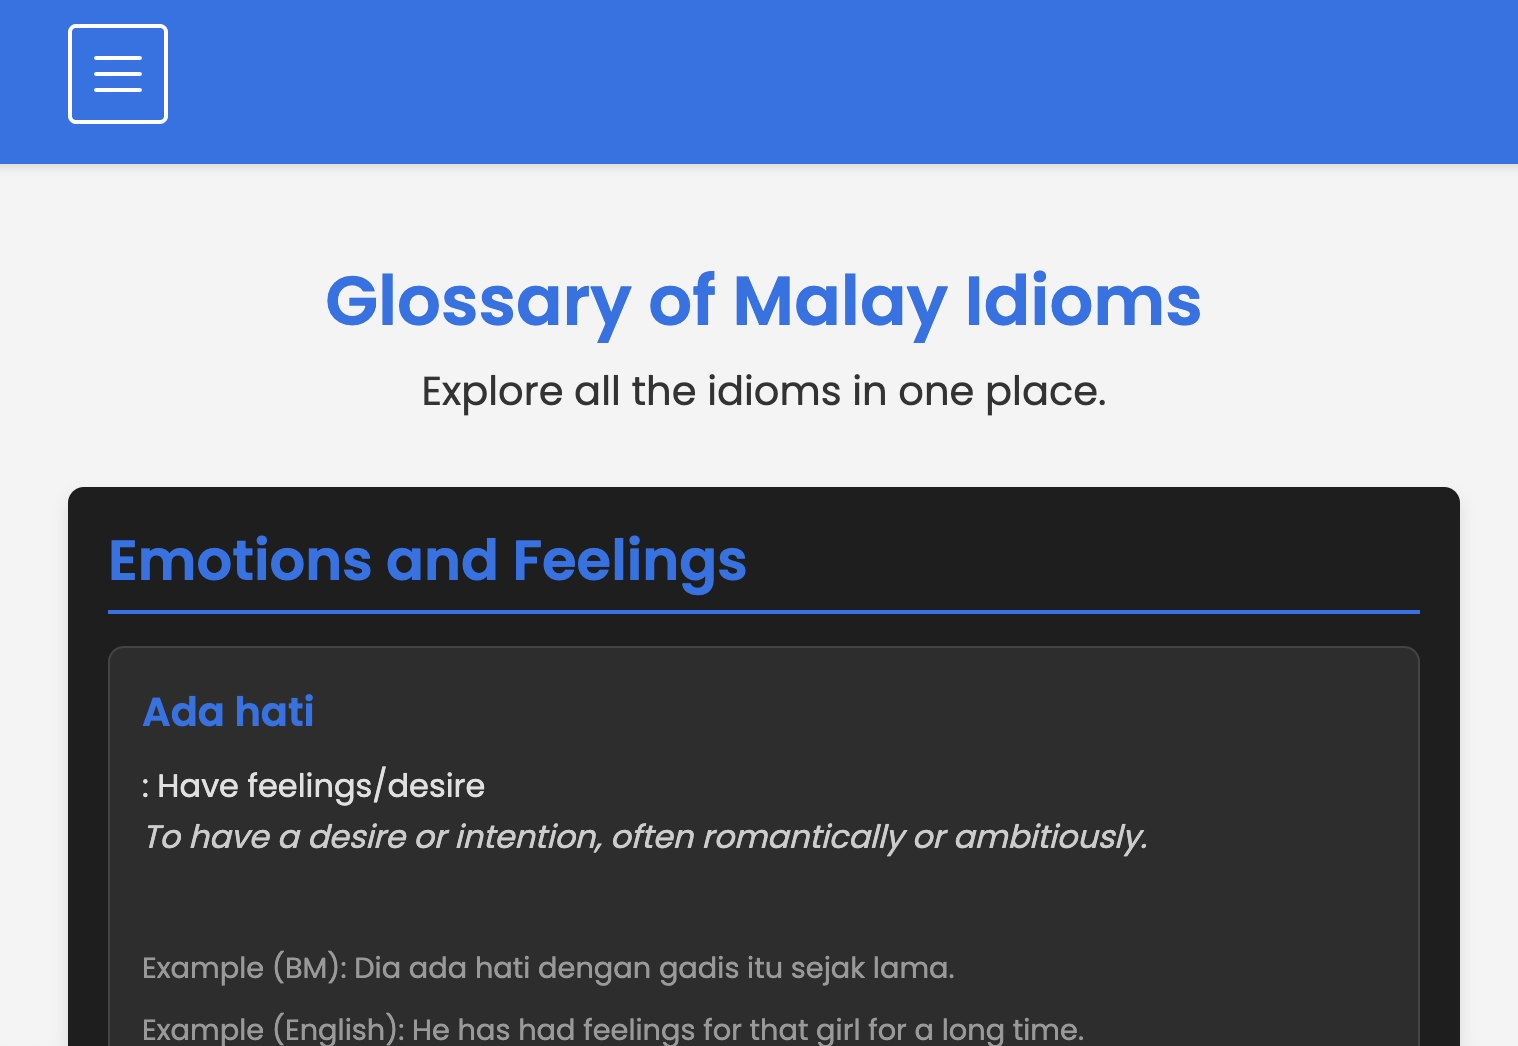 Glossary of Malay Idioms
Explore all the idioms in one place.
Emotions and Feelings
Ada hati
: Have feelings/desire
To have a desire or intention, often romantically or ambitiously.
Example (BM): Dia ada hati dengan gadis itu sejak lama.
Example (English): He has had feelings for that girl for a long time.